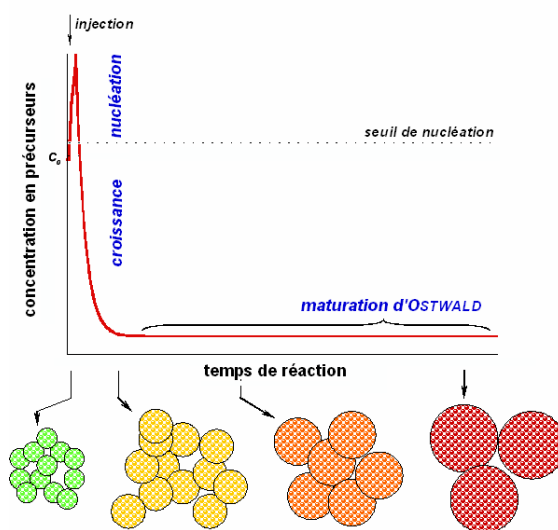 injection
concentration en précurseurs
nucléation
seuil de nucléation
C₀
croissance
maturation d'OSTWALD
temps de réaction